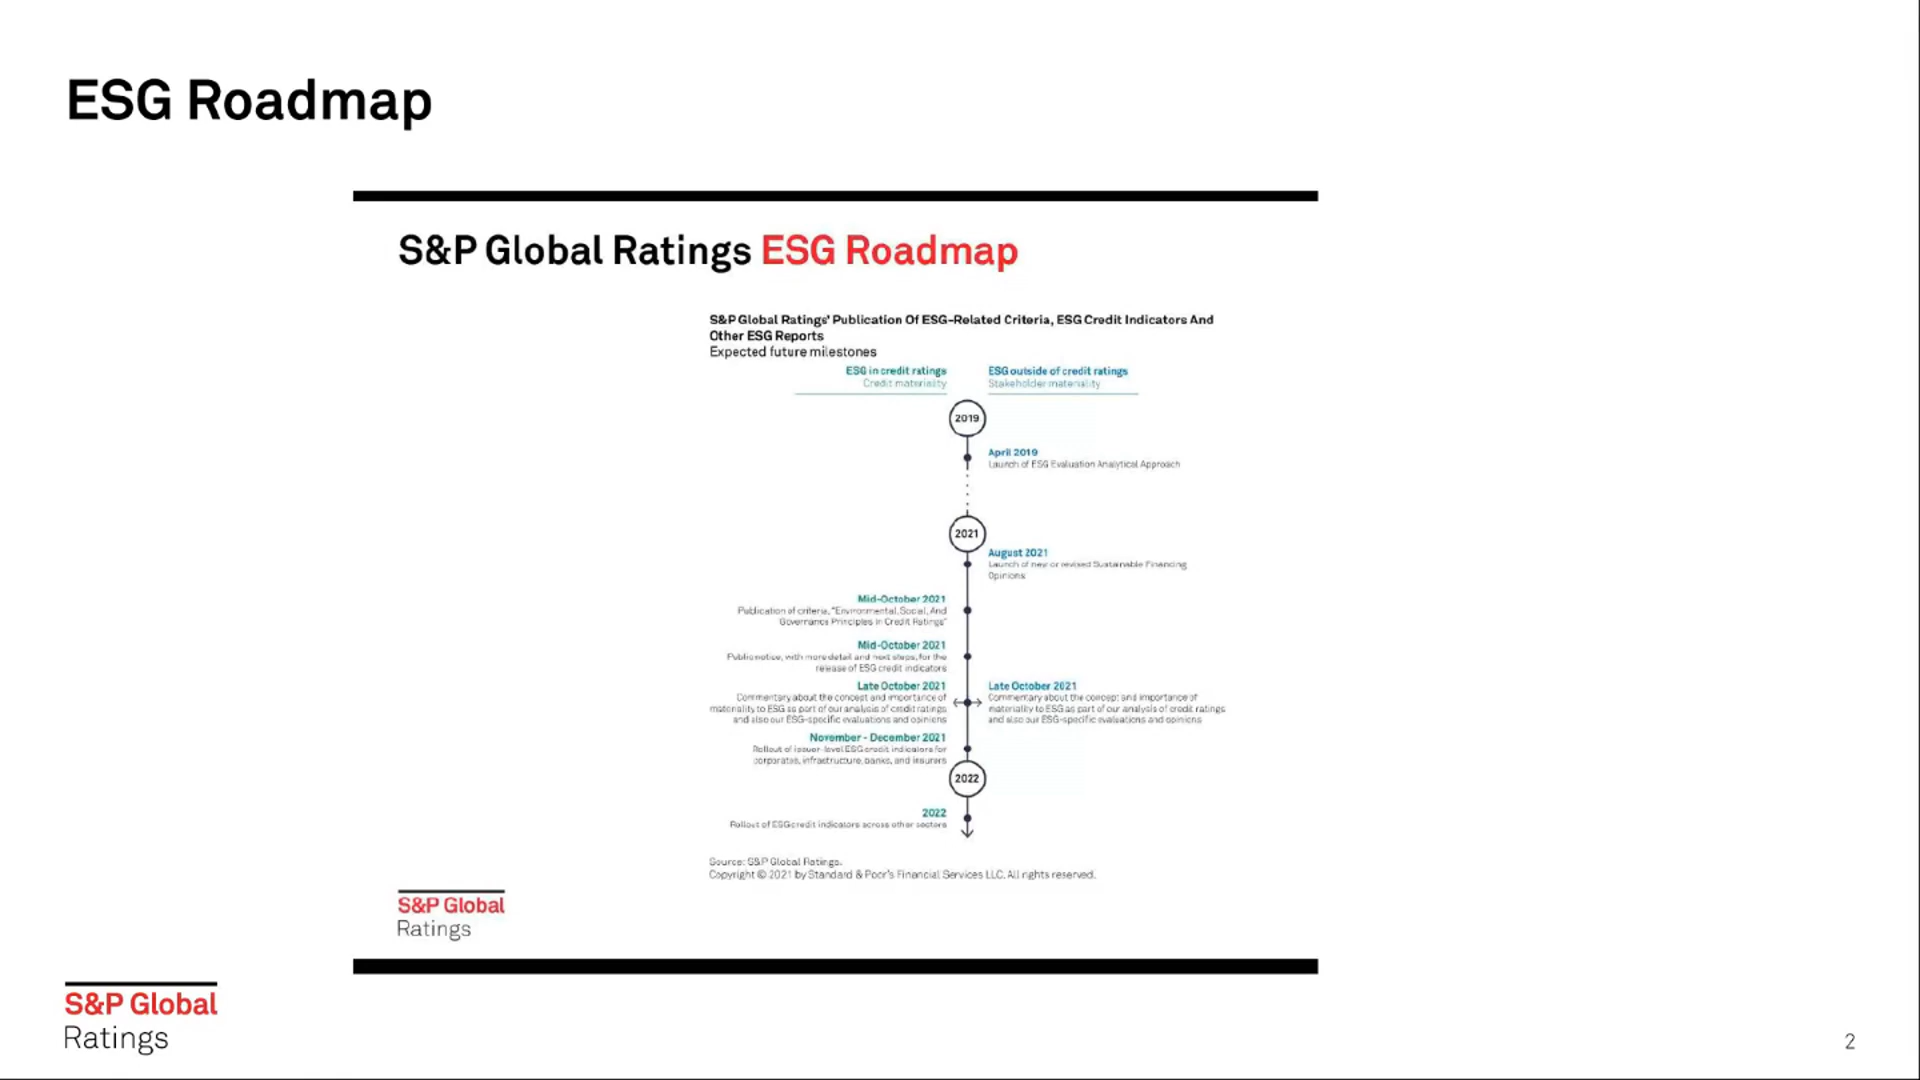 ESG Roadmap
S&P Global Ratings ESG Roadmap
S&P Global Ratings' Publication Of ESG-Related Criteria, ESG Credit Indicators And
Other ESG Reports
Expected future milestones
ESG in credit ratings
Credit materiality
ESG outside of credit ratings
Stakeholder materiality
2019
April 2019
Launch of ESG Evaluation Analytical Approach
2021
August 2021
Launch of new or revised Sustainable Financing
Opinions
Mid-October 2021
Publication of criteria, "Environmental, Social, And
Governance Principles In Credit Ratings"
Mid-October 2021
Public notice, with more detail and next steps, for the
release of ESG credit indicators
Late October 2021
Commentary about the concept and importance of
materiality to ESG as part of our analysis of credit ratings
and also our ESG-specific evaluations and opinions
Late October 2021
Commentary about the concept and importance of
materiality to ESG as part of our analysis of credit ratings
and also our ESG-specific evaluations and opinions
November - December 2021
Rollout of issuer-level ESG credit indicators for
corporates, infrastructure, banks, and insurers
2022
2022
Rollout of ESG credit indicators across other sectors
Source: S&P Global Ratings.
Copyright © 2021 by Standard & Poor's Financial Services LLC. All rights reserved.
S&P Global
Ratings
S&P Global
Ratings
2